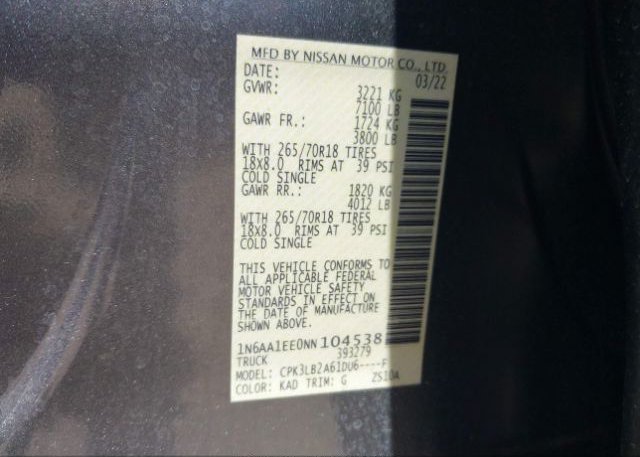 MFD BY NISSAN MOTOR CO., LTD
DATE: 03/22
GVWR: 3221 KG
7100 LB
GAWR FR.: 1724 KG
3800 LB
WITH 265/70R18 TIRES
18X8.0 RIMS AT 39 PSI
COLD SINGLE
GAWR RR.: 1820 KG
4012 LB
WITH 265/70R18 TIRES
18X8.0 RIMS AT 39 PSI
COLD SINGLE
THIS VEHICLE CONFORMS TO
ALL APPLICABLE FEDERAL
MOTOR VEHICLE SAFETY
STANDARDS IN EFFECT ON
THE DATE OF MANUFACTURE
SHOWN ABOVE.
1N6AA1EE0NN104538
TRUCK 393279
MODEL: CPK3LB2A61DU6----F
COLOR: KAD TRIM: G ZS10A